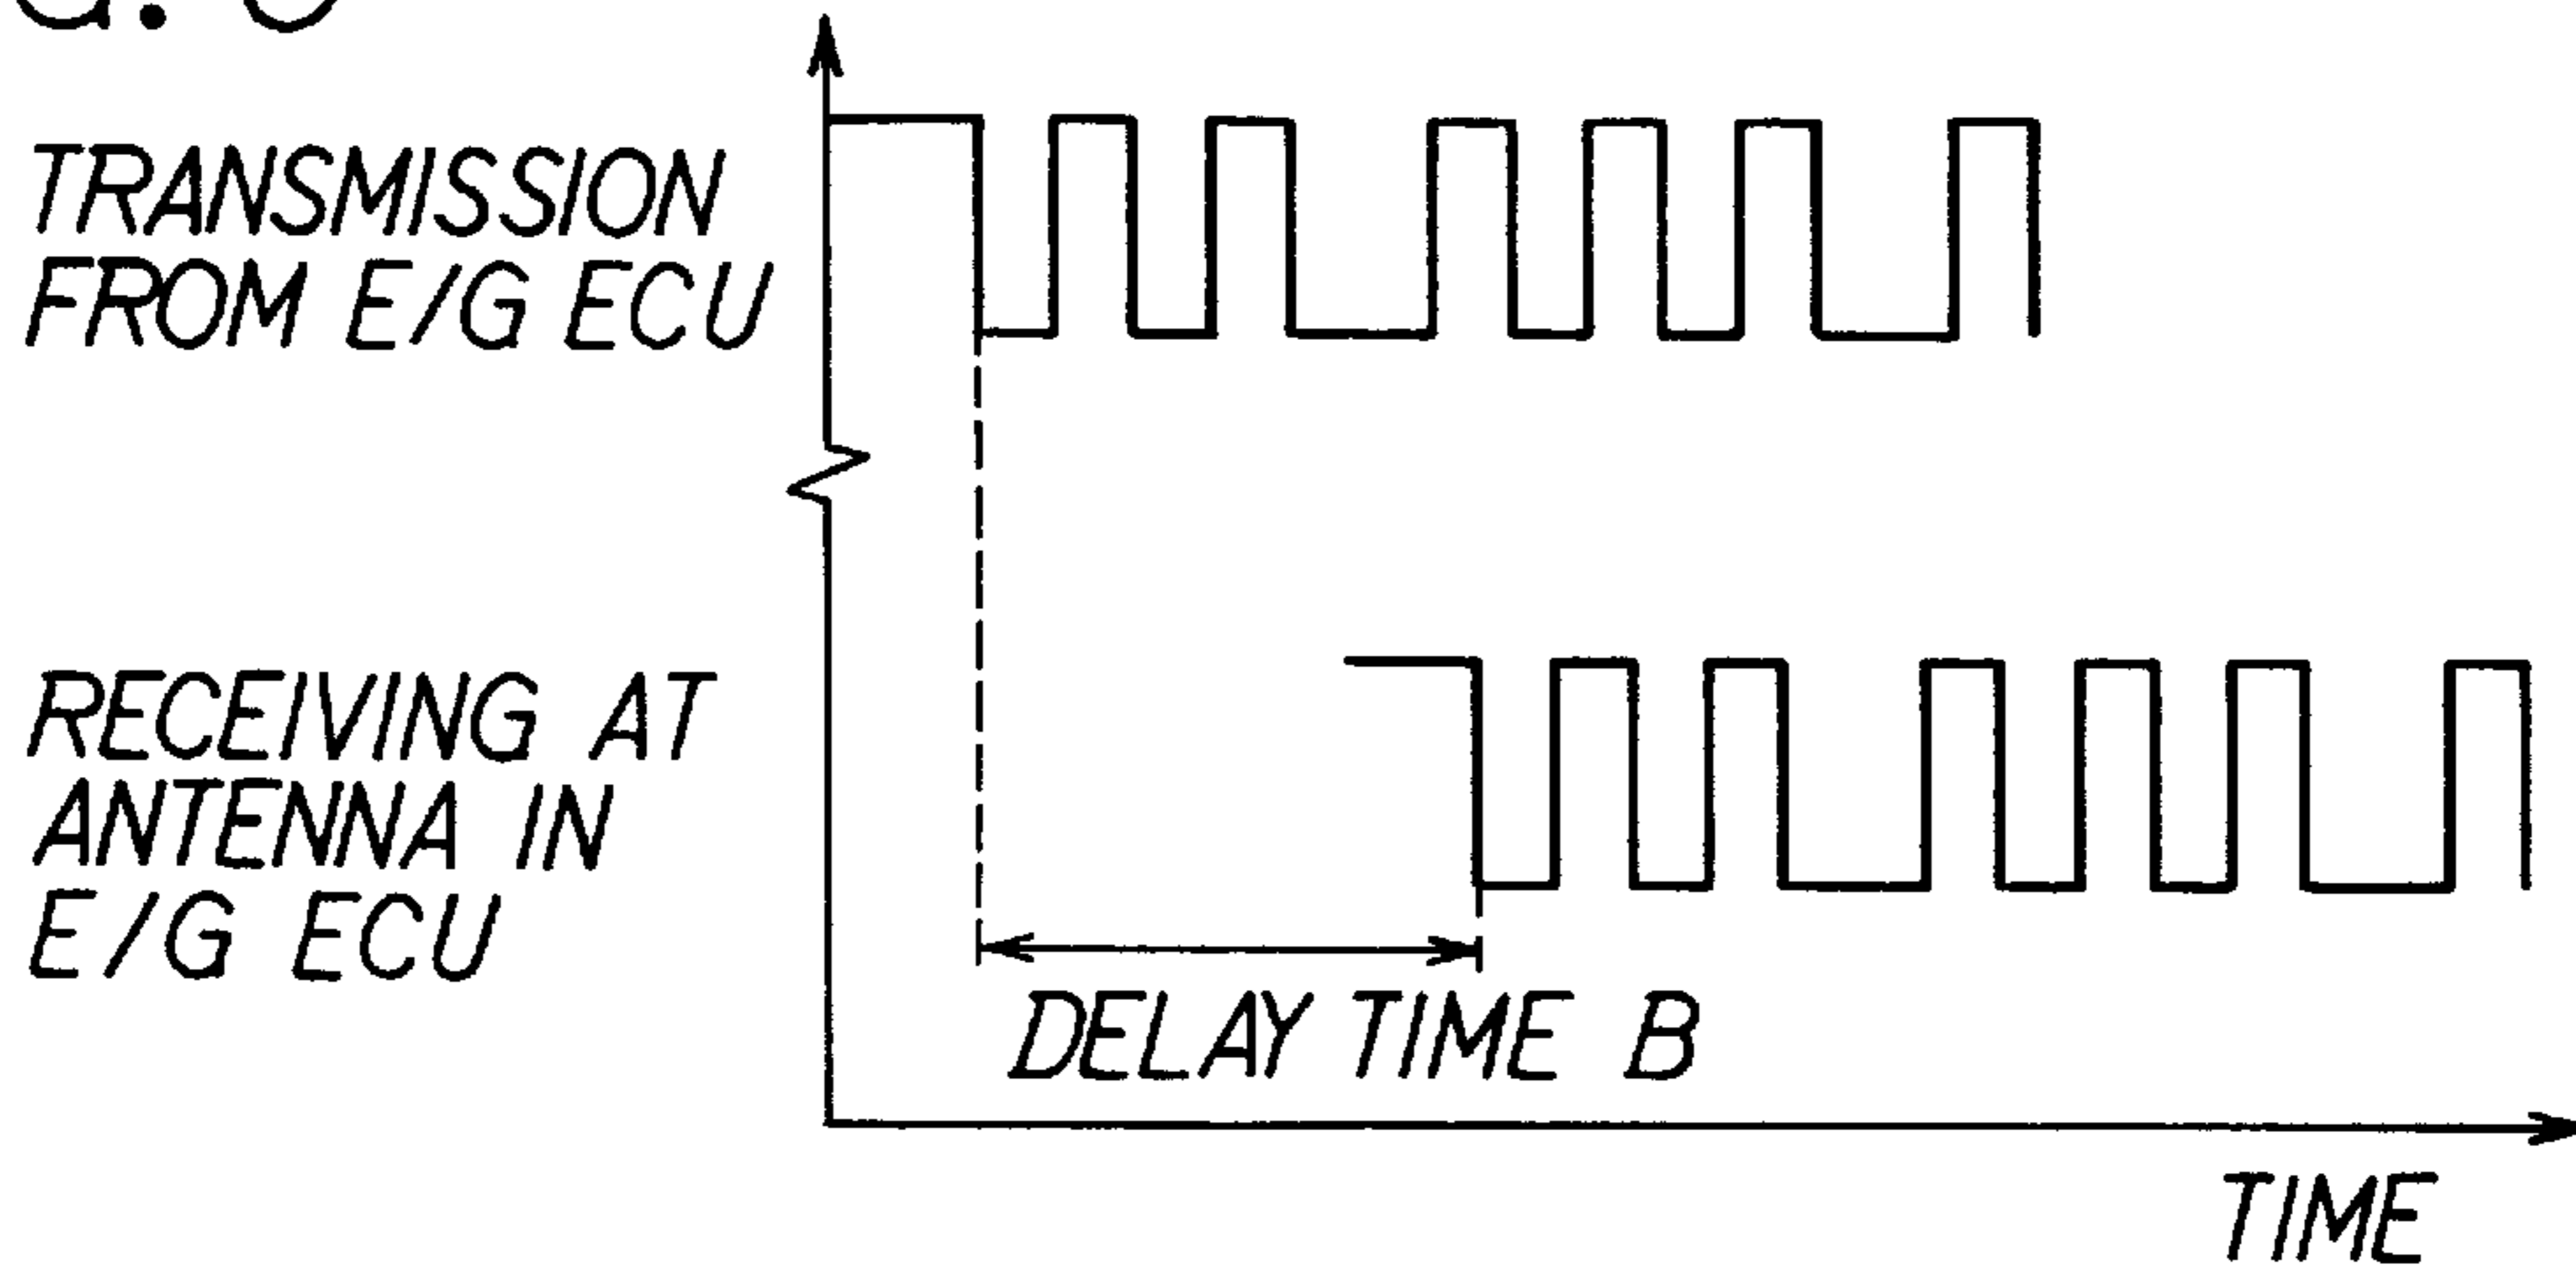 TRANSMISSION
FROM E/G ECU
RECEIVING AT
ANTENNA IN
E/G ECU
DELAY TIME B
TIME